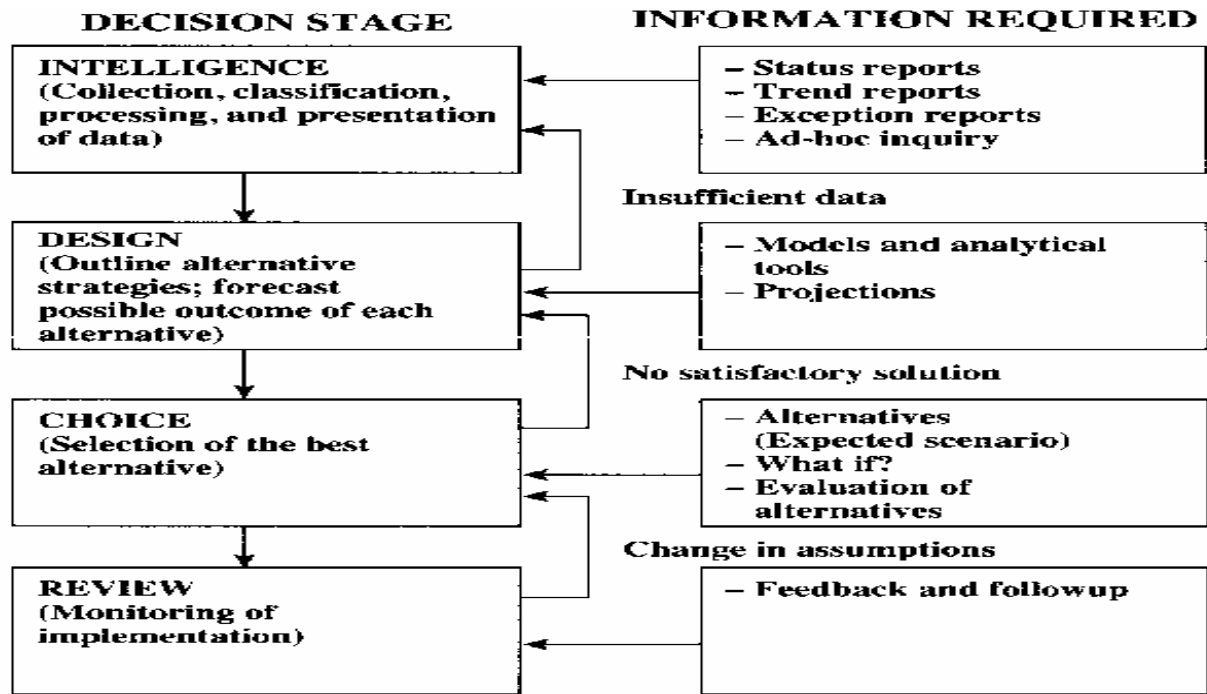 DECISION STAGE
INFORMATION REQUIRED
INTELLIGENCE
(Collection, classification,
processing, and presentation
of data)
– Status reports
– Trend reports
– Exception reports
– Ad-hoc inquiry
Insufficient data
DESIGN
(Outline alternative
strategies; forecast
possible outcome of each
alternative)
– Models and analytical
tools
– Projections
No satisfactory solution
CHOICE
(Selection of the best
alternative)
– Alternatives
(Expected scenario)
– What if?
– Evaluation of
alternatives
Change in assumptions
REVIEW
(Monitoring of
implementation)
– Feedback and followup